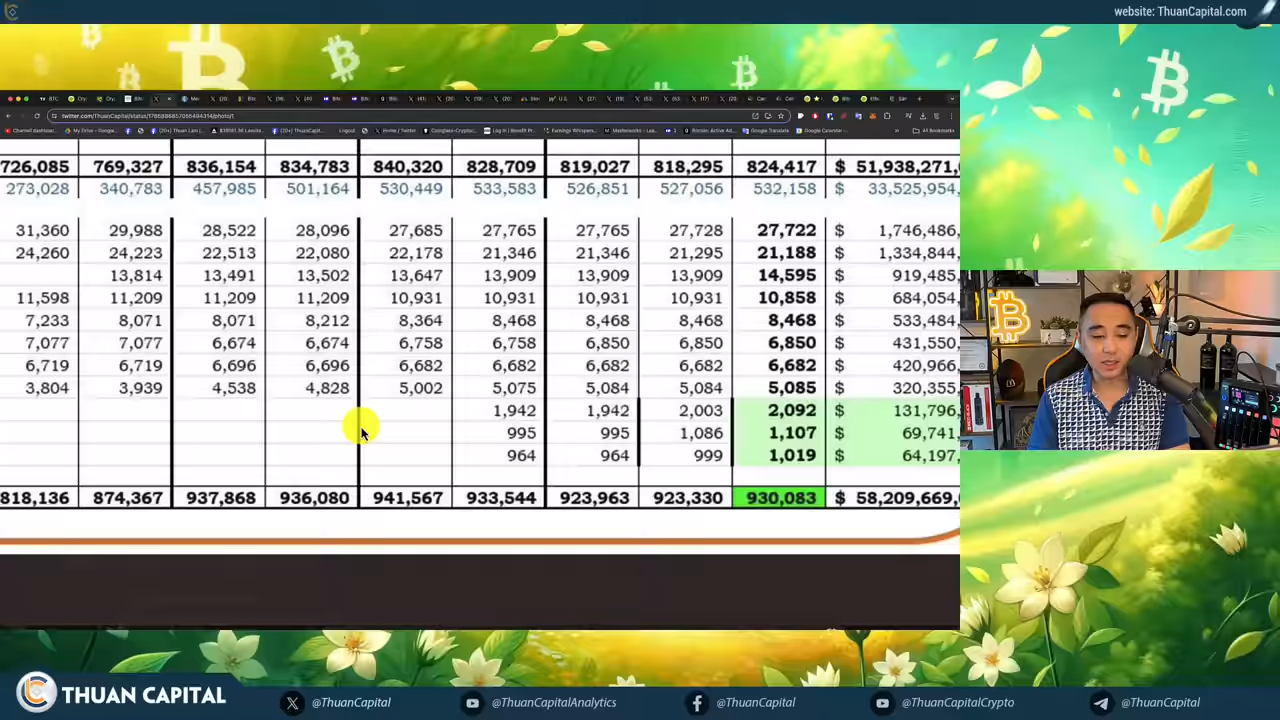 website: ThuanCapital.com
twitter.com/ThuanCapital/status/1786886857055494314/photo/1
726,085 769,327 836,154 834,783 840,320 828,709 819,027 818,295 824,417 $ 51,938,271,
273,028 340,783 457,985 501,164 530,449 533,583 526,851 527,056 532,158 $ 33,525,954,
31,360 29,988 28,522 28,096 27,685 27,765 27,765 27,728 27,722 $ 1,746,486,
24,260 24,223 22,513 22,080 22,178 21,346 21,346 21,295 21,188 $ 1,334,844,
13,814 13,491 13,502 13,647 13,909 13,909 13,909 14,595 $ 919,485,
11,598 11,209 11,209 11,209 10,931 10,931 10,931 10,931 10,858 $ 684,054,
7,233 8,071 8,071 8,212 8,364 8,468 8,468 8,468 8,468 $ 533,484,
7,077 7,077 6,674 6,674 6,758 6,758 6,850 6,850 6,850 $ 431,550,
6,719 6,719 6,696 6,696 6,682 6,682 6,682 6,682 6,682 $ 420,966,
3,804 3,939 4,538 4,828 5,002 5,075 5,084 5,084 5,085 $ 320,355,
1,942 1,942 2,003 2,092 $ 131,796,
995 995 1,086 1,107 $ 69,741,
964 964 999 1,019 $ 64,197,
818,136 874,367 937,868 936,080 941,567 933,544 923,963 923,330 930,083 $ 58,209,669,
THUAN CAPITAL @ThuanCapital @ThuanCapitalAnalytics @ThuanCapital @ThuanCapitalCrypto @ThuanCapital